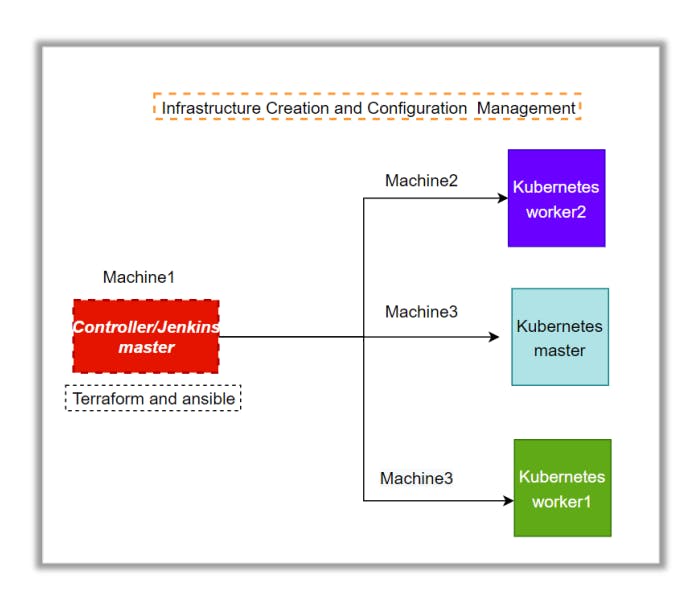 Infrastructure Creation and Configuration Management
Machine2
Kubernetes
worker2
Machine1
Controller/Jenkins
master
Terraform and ansible
Machine3
Kubernetes
master
Machine3
Kubernetes
worker1